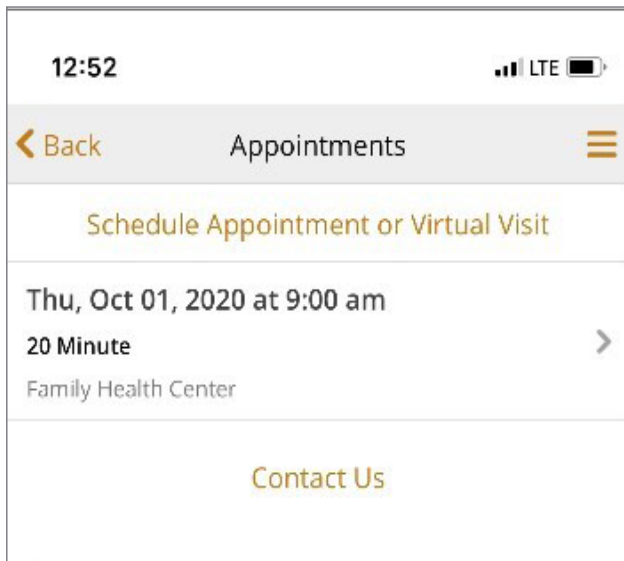 12:52 LTE
Back Appointments
Schedule Appointment or Virtual Visit
Thu, Oct 01, 2020 at 9:00 am
20 Minute
Family Health Center
Contact Us